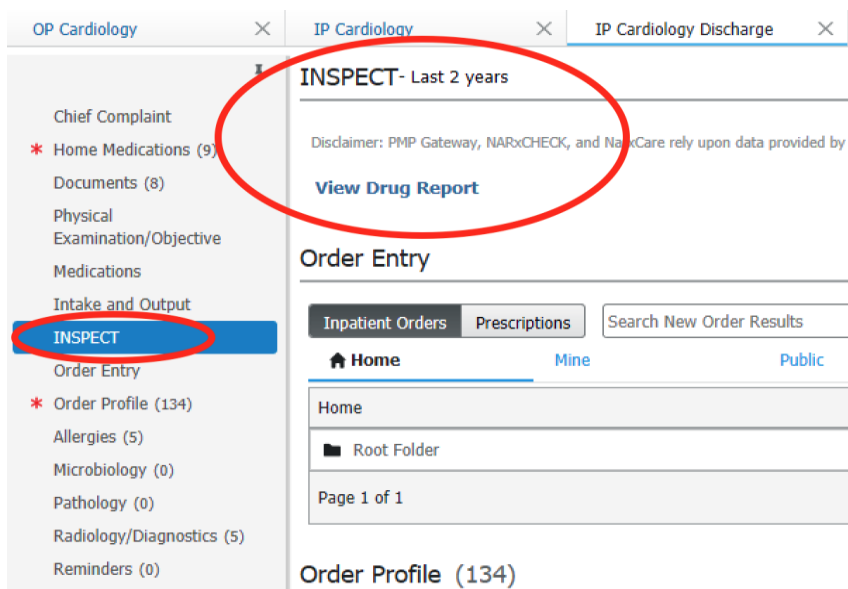 OP Cardiology
IP Cardiology
IP Cardiology Discharge
Chief Complaint
* Home Medications (9)
Documents (8)
Physical
Examination/Objective
Medications
Intake and Output
INSPECT
Order Entry
* Order Profile (134)
Allergies (5)
Microbiology (0)
Pathology (0)
Radiology/Diagnostics (5)
Reminders (0)
INSPECT- Last 2 years
Disclaimer: PMP Gateway, NARxCHECK, and NarxCare rely upon data provided by
View Drug Report
Order Entry
Inpatient Orders
Prescriptions
Search New Order Results
Home
Mine
Public
Home
Root Folder
Page 1 of 1
Order Profile (134)